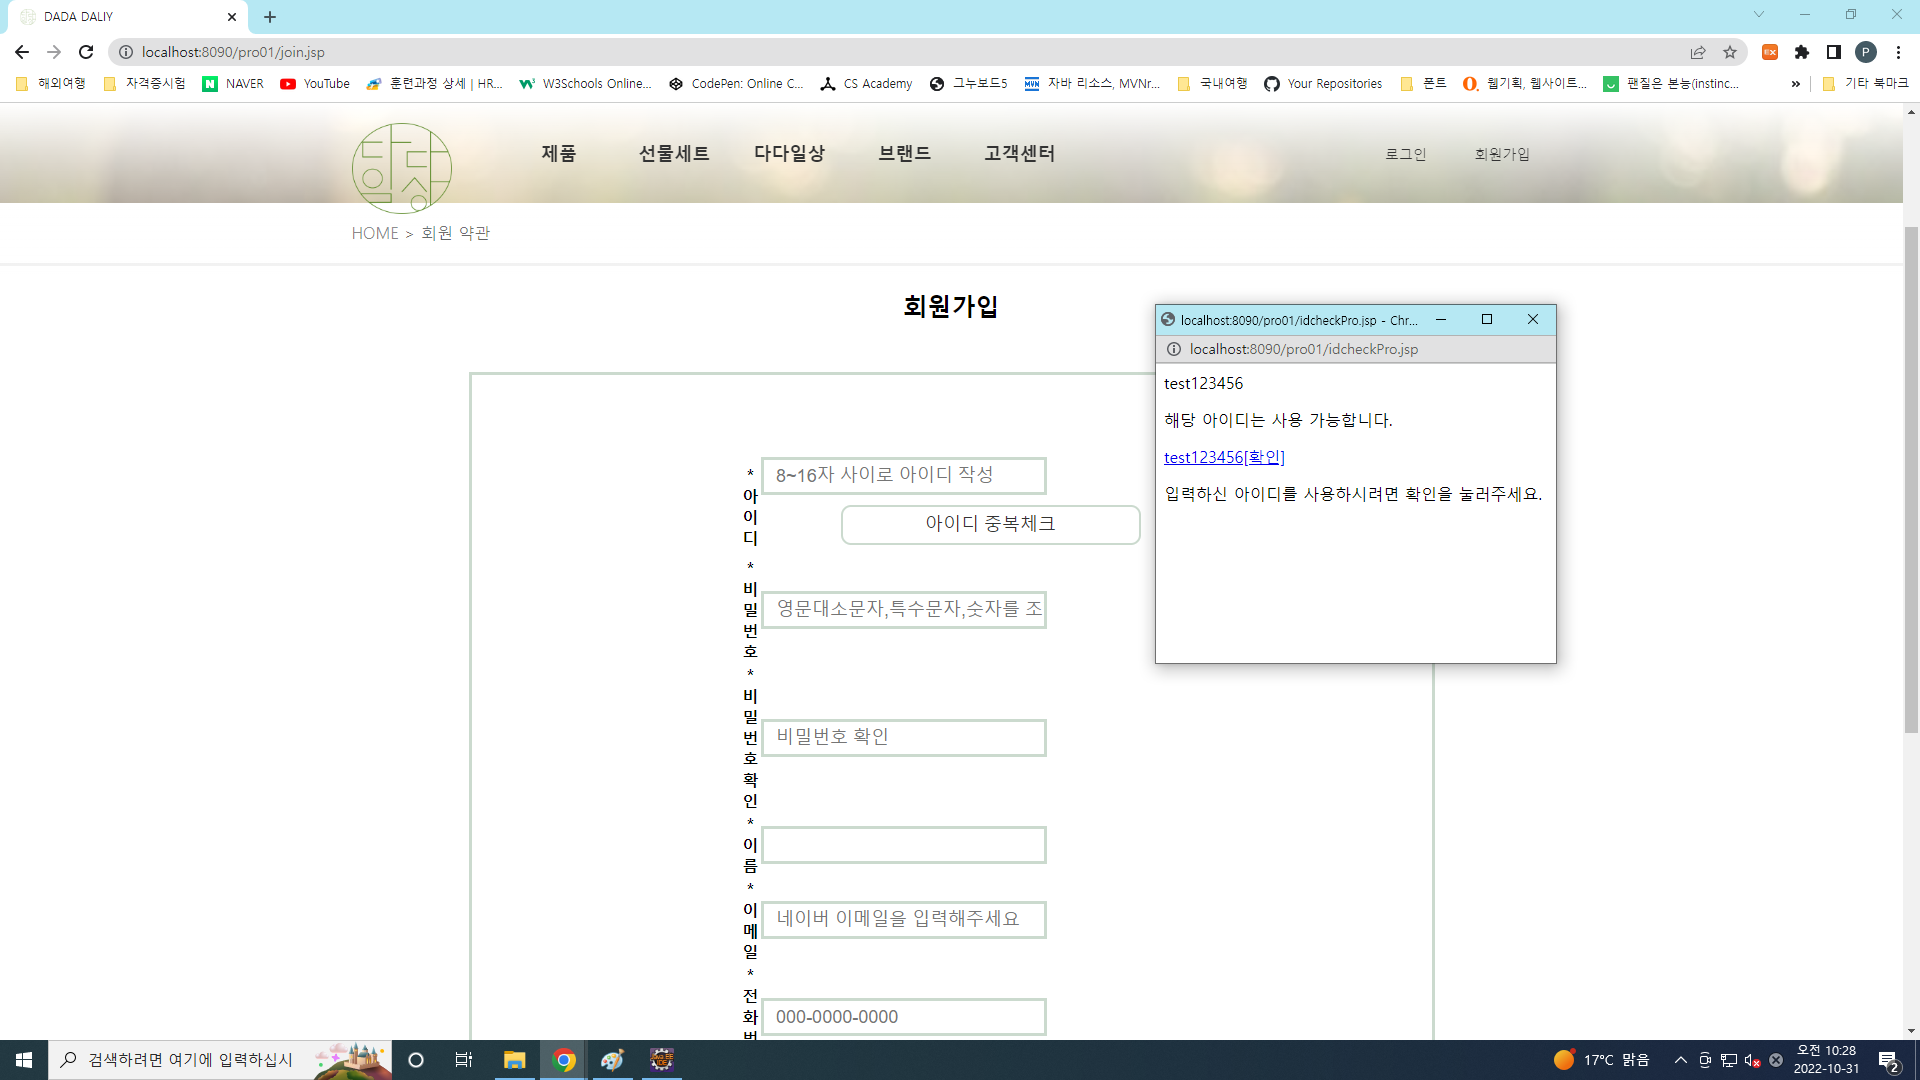 DADA DALIY
localhost:8090/pro01/join.jsp
해외여행
자격증시험
NAVER
YouTube
훈련과정 상세 | HR...
W3Schools Online...
CodePen: Online C...
CS Academy
그누보드5
MVN
자바 리소스, MVNr...
국내여행
Your Repositories
폰트
웹기획, 웹사이트...
팬질은 본능(instinc...
»
기타 북마크
담다
일상
제품
선물세트
다다일상
브랜드
고객센터
로그인
회원가입
HOME > 회원 약관
회원가입
localhost:8090/pro01/idcheckPro.jsp - Chr...
localhost:8090/pro01/idcheckPro.jsp
test123456
해당 아이디는 사용 가능합니다.
test123456[확인]
입력하신 아이디를 사용하시려면 확인을 눌러주세요.
*
아
이
디
8~16자 사이로 아이디 작성
아이디 중복체크
*
비
밀
번
호
영문대소문자,특수문자,숫자를 조
*
비
밀
번
호
확
인
비밀번호 확인
*
이
름
*
이
메
일
네이버 이메일을 입력해주세요
*
전
화
번
000-0000-0000
검색하려면 여기에 입력하십시
17°C 맑음
오전 10:28
2022-10-31
2